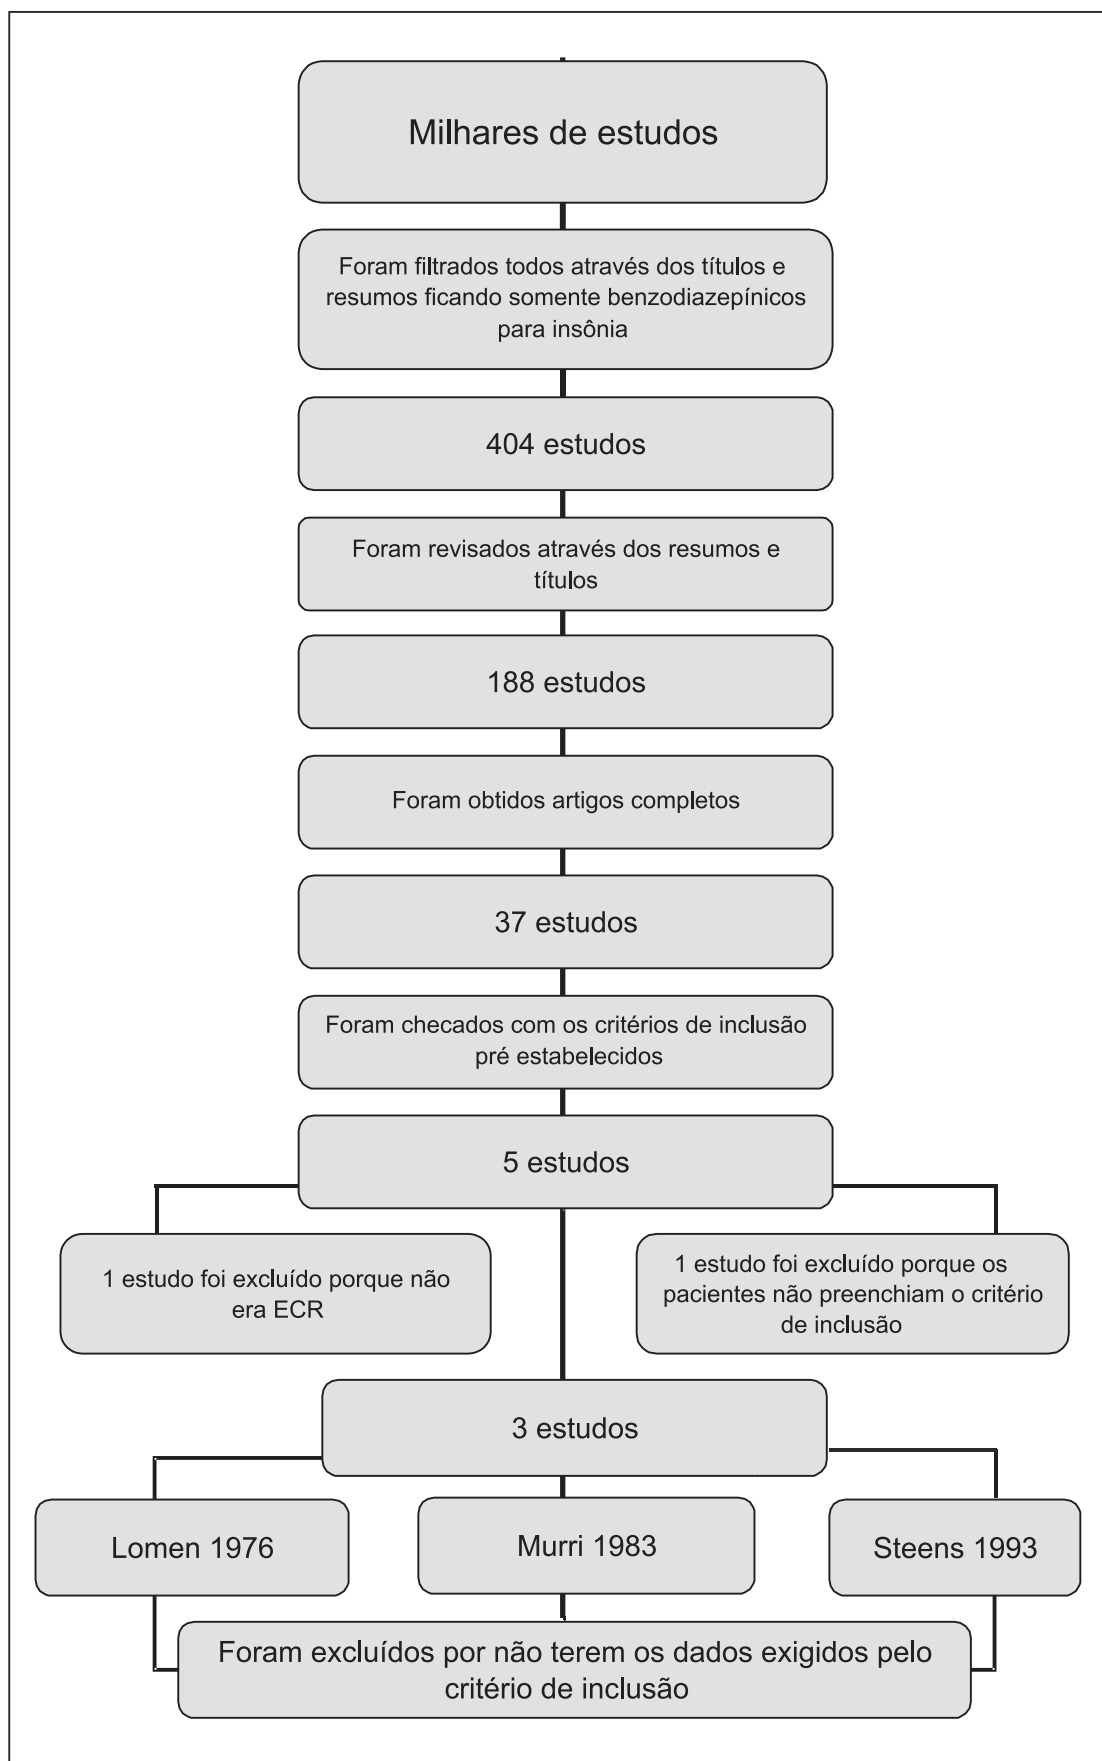 Milhares de estudos
Foram filtrados todos através dos títulos e
resumos ficando somente benzodiazepínicos
para insônia
404 estudos
Foram revisados através dos resumos e
títulos
188 estudos
Foram obtidos artigos completos
37 estudos
Foram checados com os critérios de inclusão
pré estabelecidos
5 estudos
1 estudo foi excluído porque não
era ECR
1 estudo foi excluído porque os
pacientes não preenchiam o critério
de inclusão
3 estudos
Lomen 1976
Murri 1983
Steens 1993
Foram excluídos por não terem os dados exigidos pelo
critério de inclusão